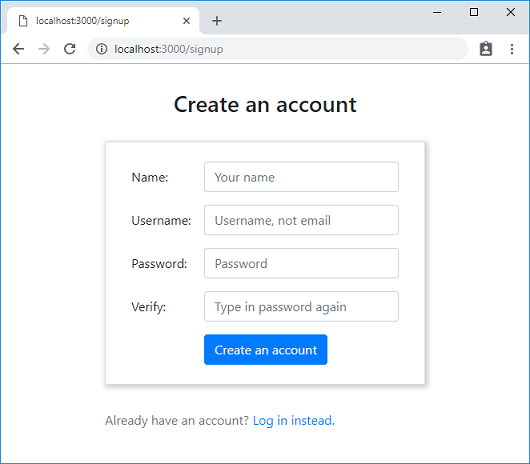 localhost:3000/signup
localhost:3000/signup
Create an account
Name: Your name
Username: Username, not email
Password: Password
Verify: Type in password again
Create an account
Already have an account? Log in instead.